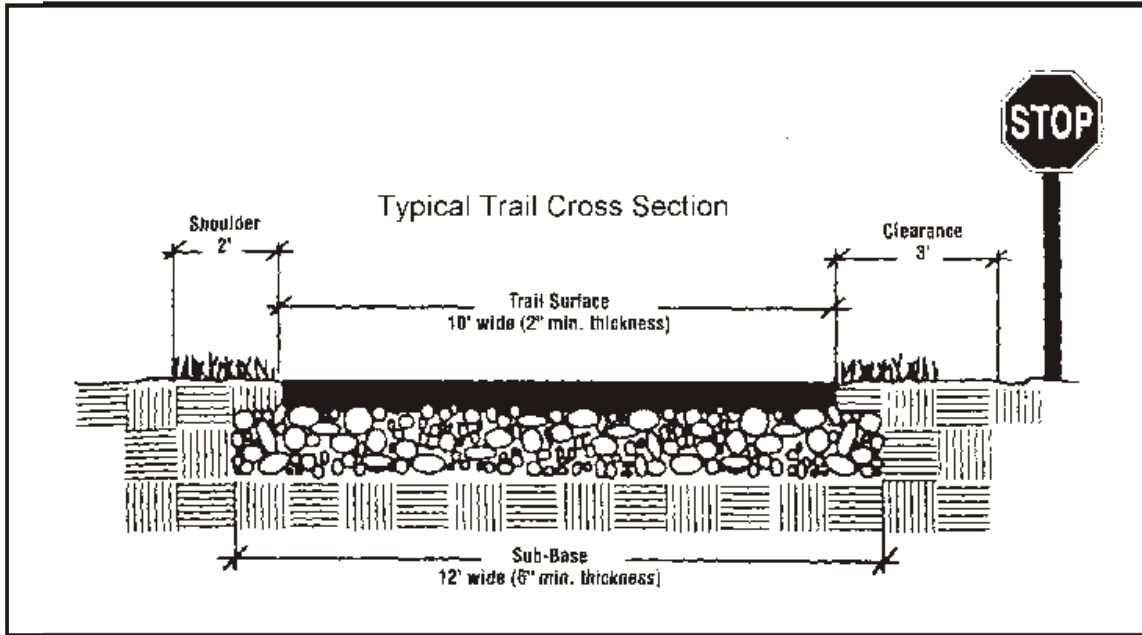 STOP
Typical Trail Cross Section
Shoulder
2'
Clearance
3'
Trail Surface
10' wide (2" min. thickness)
Sub-Base
12' wide (6" min. thickness)